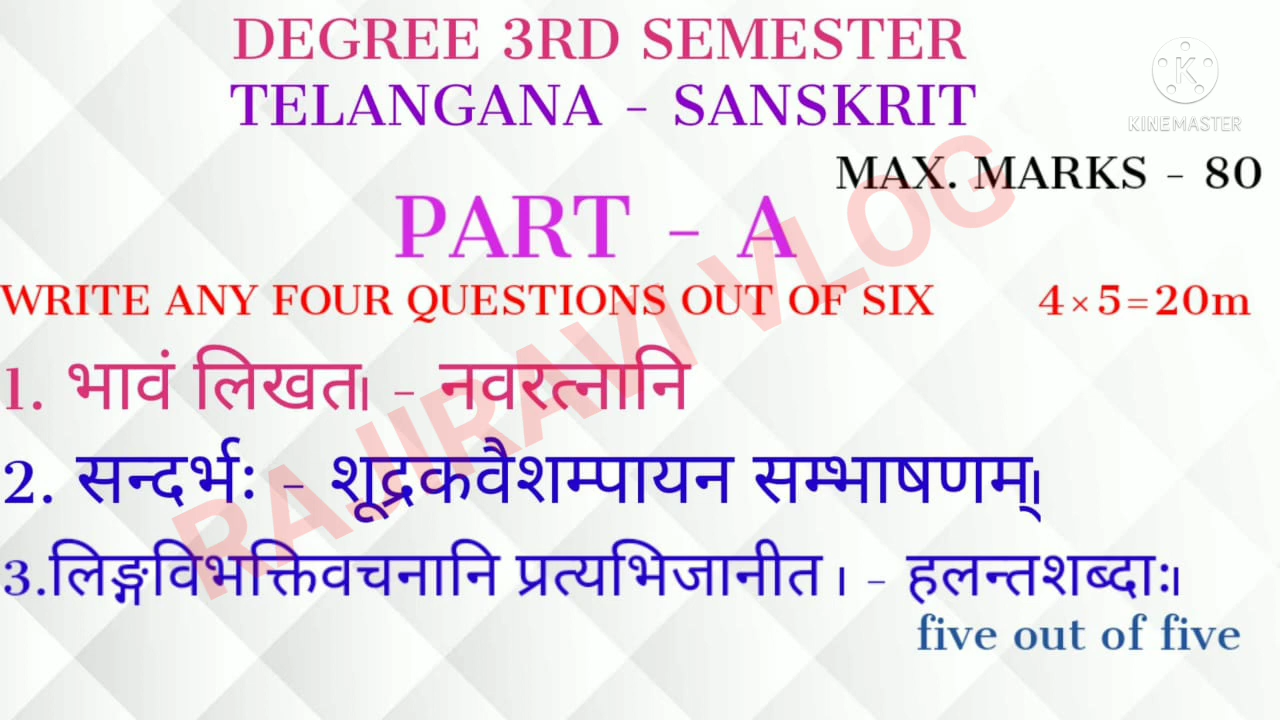 DEGREE 3RD SEMESTER
TELANGANA - SANSKRIT
KINEMASTER
MAX. MARKS - 80
PART - A
WRITE ANY FOUR QUESTIONS OUT OF SIX 4×5=20m
1. भावं लिखत। - नवरत्नानि
2. सन्दर्भः - शूद्रकवैशम्पायन सम्भाषणम्।
3.लिङ्गविभक्तिवचनानि प्रत्यभिजानीत । - हलन्तशब्दाः।
five out of five
RAJIRAVI VLOG